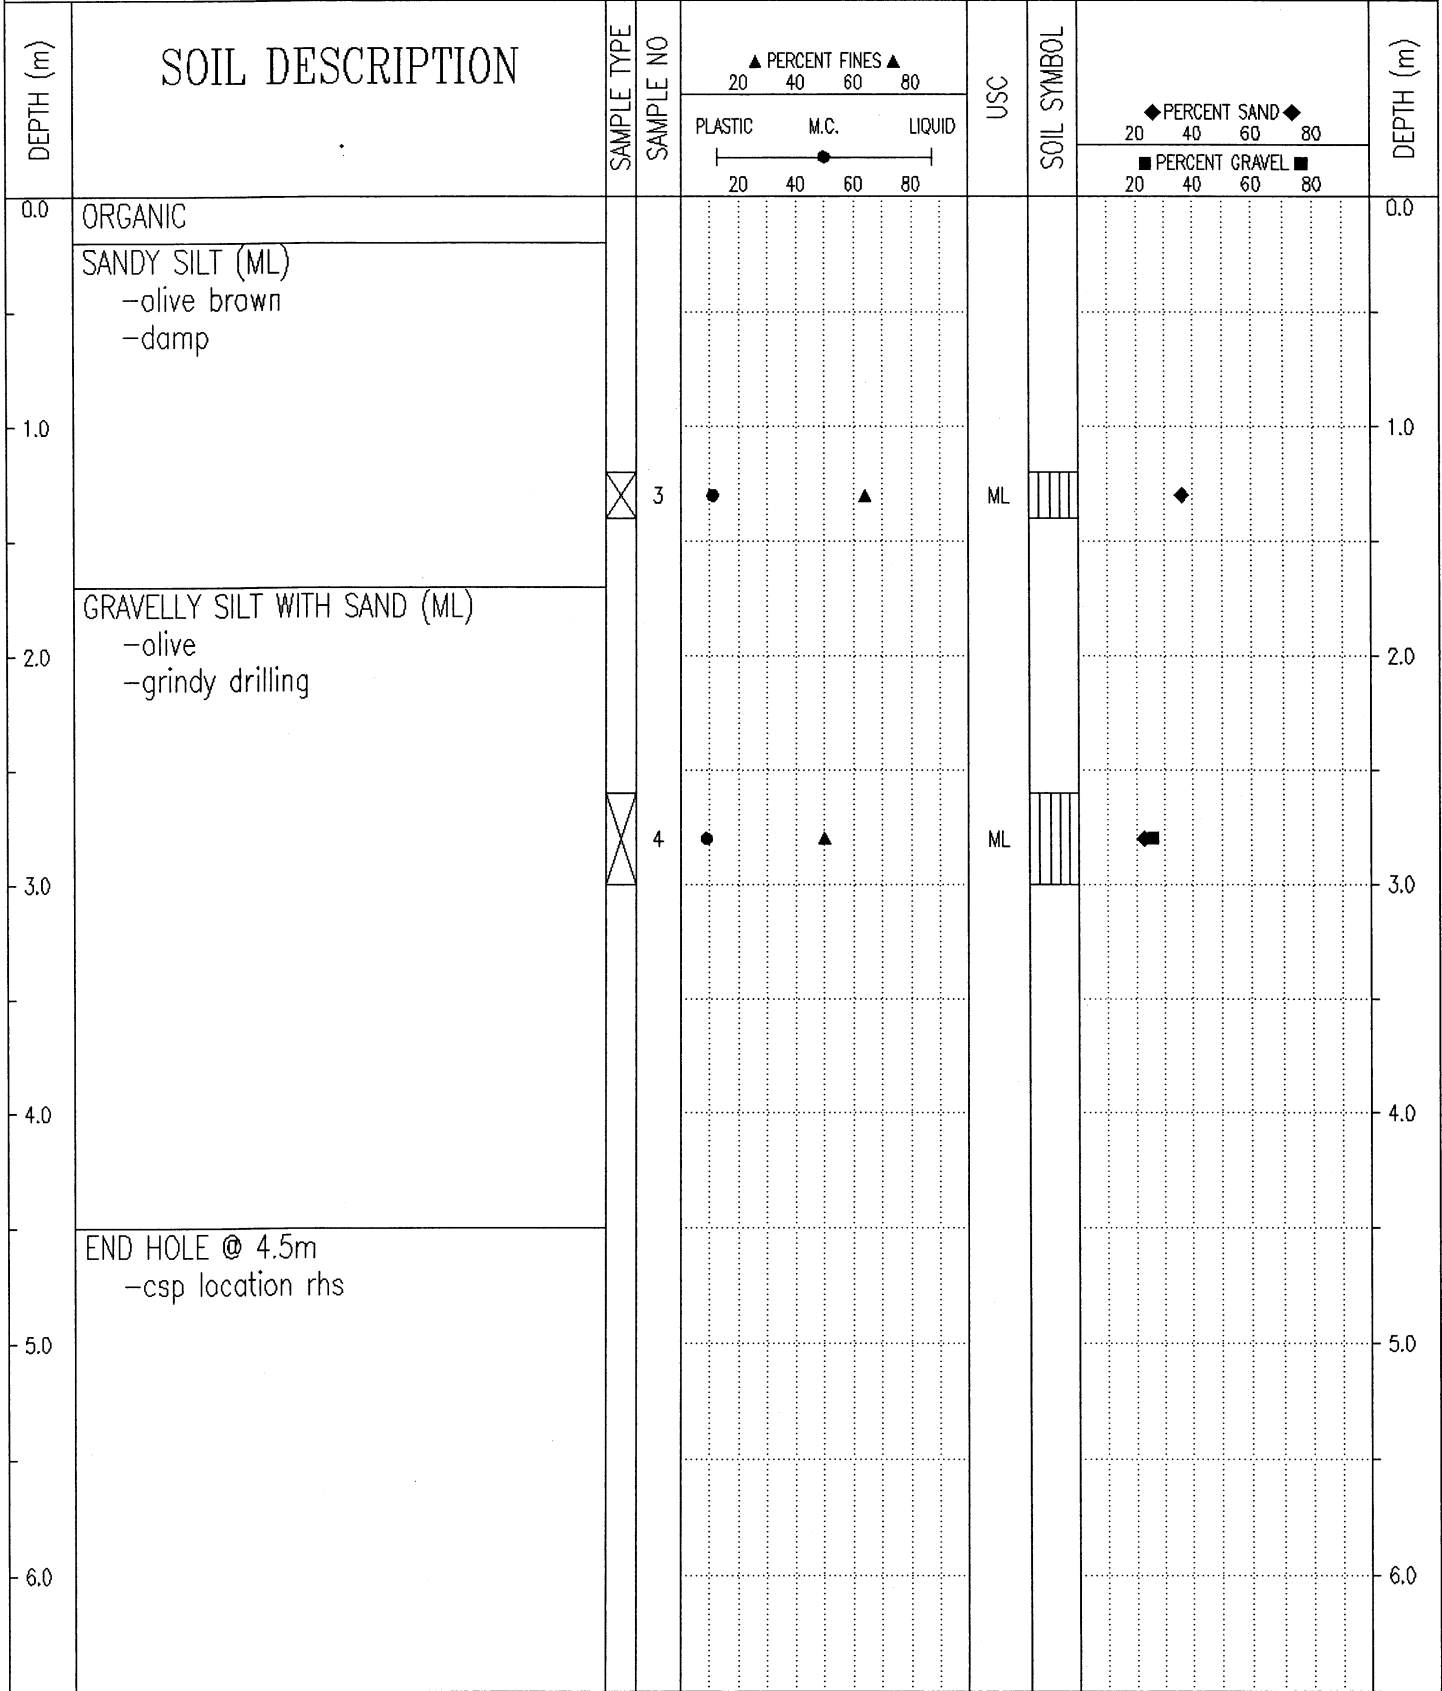 DEPTH (m)
SOIL DESCRIPTION
SAMPLE TYPE
SAMPLE NO
▲ PERCENT FINES ▲
20 40 60 80
PLASTIC M.C. LIQUID
20 40 60 80
USC
SOIL SYMBOL
◆ PERCENT SAND ◆
20 40 60 80
■ PERCENT GRAVEL ■
20 40 60 80
DEPTH (m)
0.0 ORGANIC 0.0
SANDY SILT (ML)
-olive brown
-damp
1.0 1.0
3 ML
GRAVELLY SILT WITH SAND (ML)
-olive
2.0 2.0
-grindy drilling
4 ML
3.0 3.0
4.0 4.0
END HOLE @ 4.5m
-csp location rhs
5.0 5.0
6.0 6.0